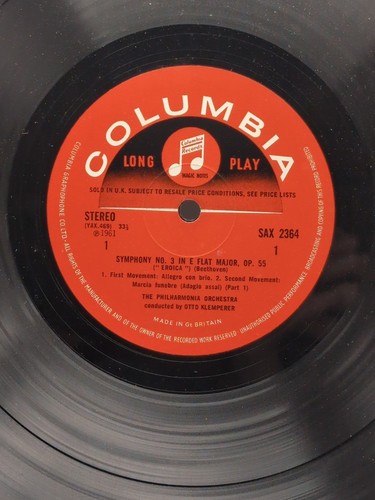 COLUMBIA
Columbia
Records
MAGIC NOTES
LONG PLAY
SOLD IN U.K. SUBJECT TO RESALE PRICE CONDITIONS, SEE PRICE LISTS
STEREO
(YAX.469) 33⅓
℗1961
1
SAX 2364
1
SYMPHONY NO. 3 IN E FLAT MAJOR, OP. 55
("EROICA") (Beethoven)
1. First Movement: Allegro con brio. 2. Second Movement:
Marcia funebre (Adagio assai) (Part 1)
THE PHILHARMONIA ORCHESTRA
conducted by OTTO KLEMPERER
MADE IN GT. BRITAIN
COLUMBIA GRAPHOPHONE CO LTD. ALL RIGHTS OF THE MANUFACTURER AND OF THE OWNER OF THE RECORDED WORK RESERVED. UNAUTHORISED PUBLIC PERFORMANCE, BROADCASTING AND COPYING OF THIS RECORD PROHIBITED